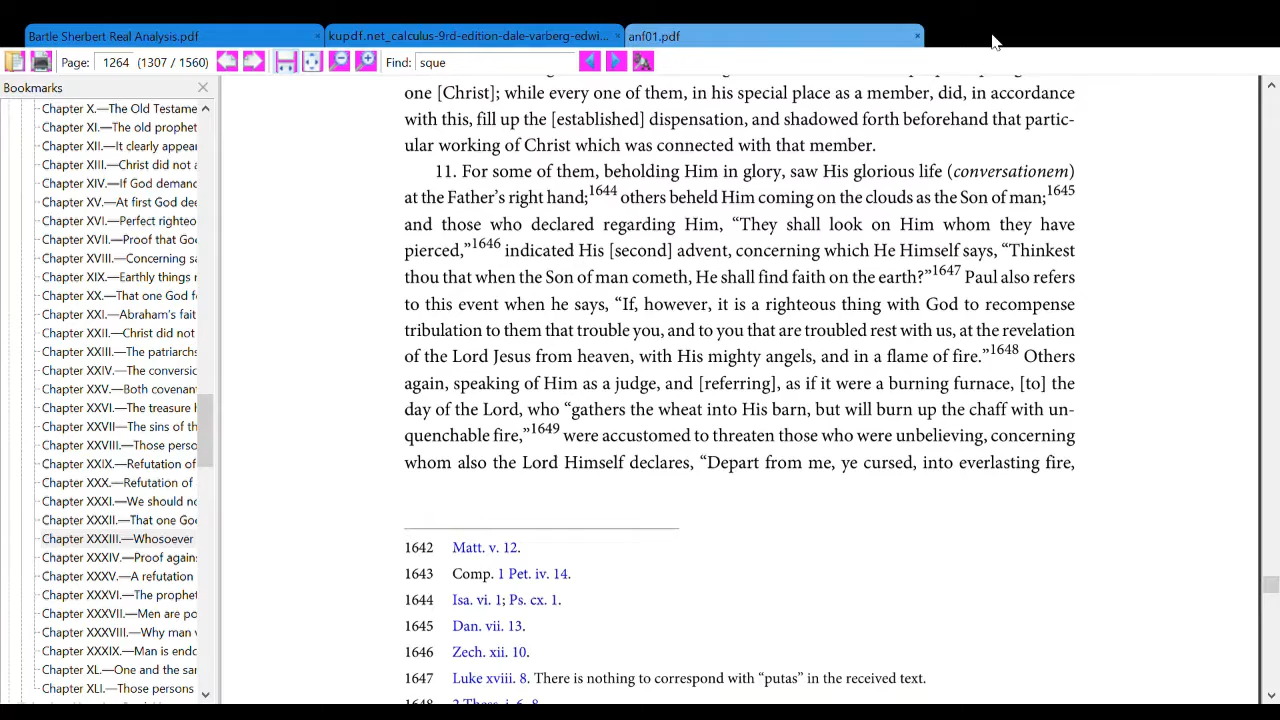 Bartle Sherbert Real Analysis.pdf
kupdf.net_calculus-9rd-edition-dale-varberg-edwi...
anf01.pdf
Page: 1264 (1307 / 1560) Find: sque
Bookmarks
Chapter X.—The Old Testame
Chapter XI.—The old prophet
Chapter XII.—It clearly appear
Chapter XIII.—Christ did not a
Chapter XIV.—If God demanc
Chapter XV.—At first God dee
Chapter XVI.—Perfect righteo
Chapter XVII.—Proof that Goc
Chapter XVIII.—Concerning sa
Chapter XIX.—Earthly things r
Chapter XX.—That one God f
Chapter XXI.—Abraham's fait
Chapter XXII.—Christ did not
Chapter XXIII.—The patriarchs
Chapter XXIV.—The conversic
Chapter XXV.—Both covenan
Chapter XXVI.—The treasure h
Chapter XXVII—The sins of th
Chapter XXVIII.—Those perso
Chapter XXIX.—Refutation of
Chapter XXX.—Refutation of
Chapter XXXI.—We should no
Chapter XXXII.—That one Goc
Chapter XXXIII.—Whosoever
Chapter XXXIV.—Proof agains
Chapter XXXV.—A refutation
Chapter XXXVI.—The prophet
Chapter XXXVII.—Men are po
Chapter XXXVIII.—Why man v
Chapter XXXIX.—Man is endc
Chapter XL.—One and the sar
Chapter XLI.—Those persons
one [Christ]; while every one of them, in his special place as a member, did, in accordance
with this, fill up the [established] dispensation, and shadowed forth beforehand that partic-
ular working of Christ which was connected with that member.
11. For some of them, beholding Him in glory, saw His glorious life (conversationem)
at the Father’s right hand;1644 others beheld Him coming on the clouds as the Son of man;1645
and those who declared regarding Him, “They shall look on Him whom they have
pierced,”1646 indicated His [second] advent, concerning which He Himself says, “Thinkest
thou that when the Son of man cometh, He shall find faith on the earth?”1647 Paul also refers
to this event when he says, “If, however, it is a righteous thing with God to recompense
tribulation to them that trouble you, and to you that are troubled rest with us, at the revelation
of the Lord Jesus from heaven, with His mighty angels, and in a flame of fire.”1648 Others
again, speaking of Him as a judge, and [referring], as if it were a burning furnace, [to] the
day of the Lord, who “gathers the wheat into His barn, but will burn up the chaff with un-
quenchable fire,”1649 were accustomed to threaten those who were unbelieving, concerning
whom also the Lord Himself declares, “Depart from me, ye cursed, into everlasting fire,
1642 Matt. v. 12.
1643 Comp. 1 Pet. iv. 14.
1644 Isa. vi. 1; Ps. cx. 1.
1645 Dan. vii. 13.
1646 Zech. xii. 10.
1647 Luke xviii. 8. There is nothing to correspond with “putas” in the received text.
1648 2 Thess. i. 6–8.